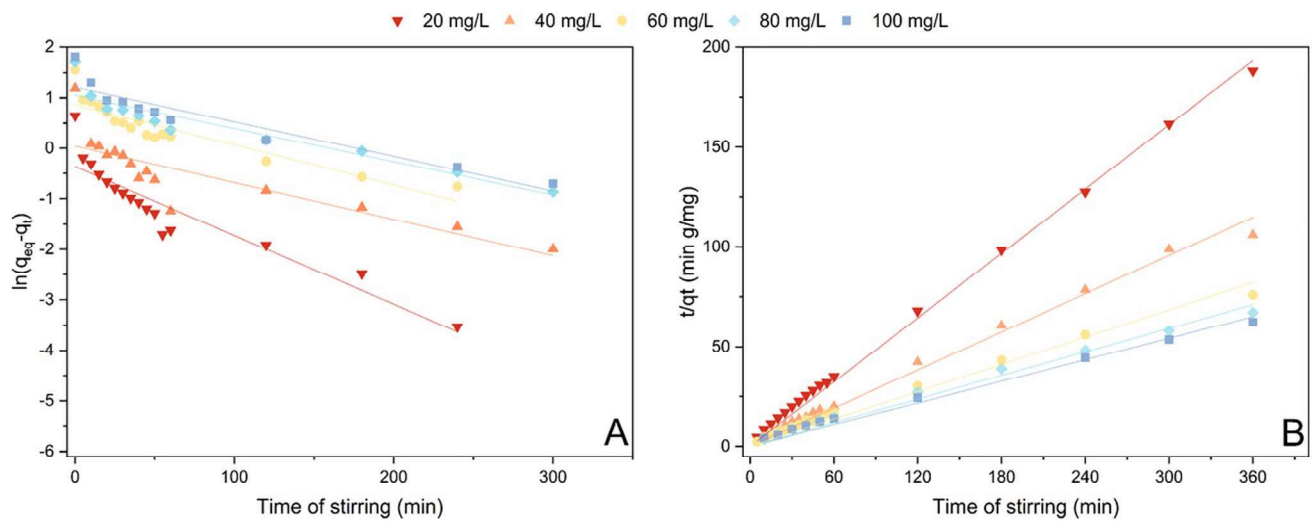 20 mg/L 40 mg/L 60 mg/L 80 mg/L 100 mg/L
2
1
0
-1
-2
-3
-4
-5
-6
ln(qeq-qi)
0 100 200 300
Time of stirring (min)
A
200
150
100
50
0
t/qt (min g/mg)
0 60 120 180 240 300 360
Time of stirring (min)
B